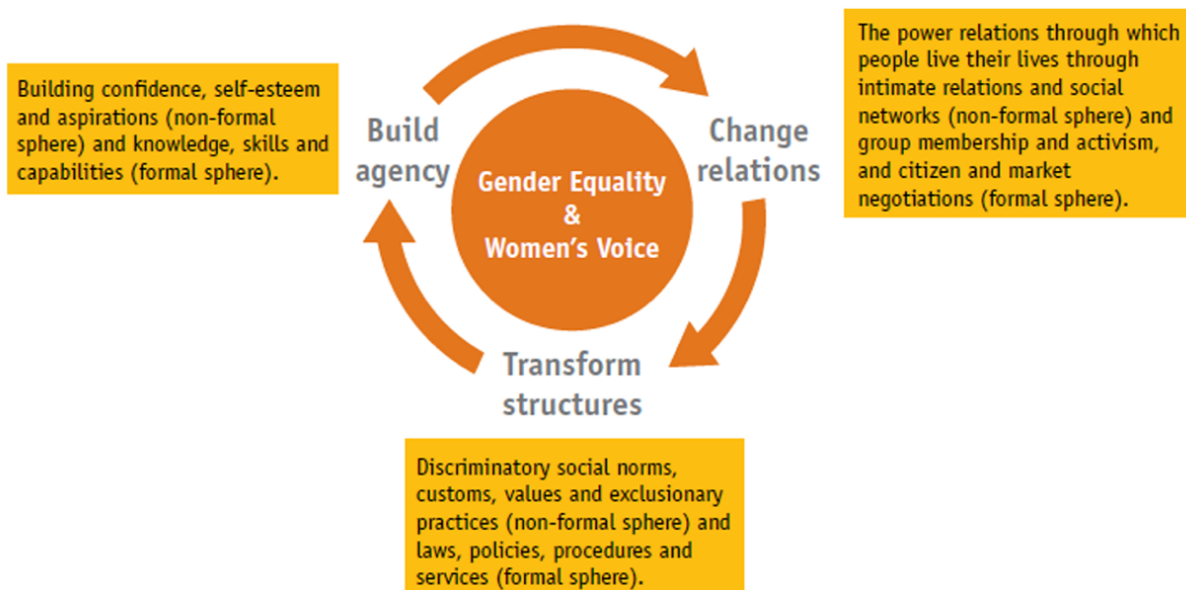 Building confidence, self-esteem
and aspirations (non-formal
sphere) and knowledge, skills and
capabilities (formal sphere).
Build
agency
Gender Equality
&
Women's Voice
Change
relations
The power relations through which
people live their lives through
intimate relations and social
networks (non-formal sphere) and
group membership and activism,
and citizen and market
negotiations (formal sphere).
Transform
structures
Discriminatory social norms,
customs, values and exclusionary
practices (non-formal sphere) and
laws, policies, procedures and
services (formal sphere).